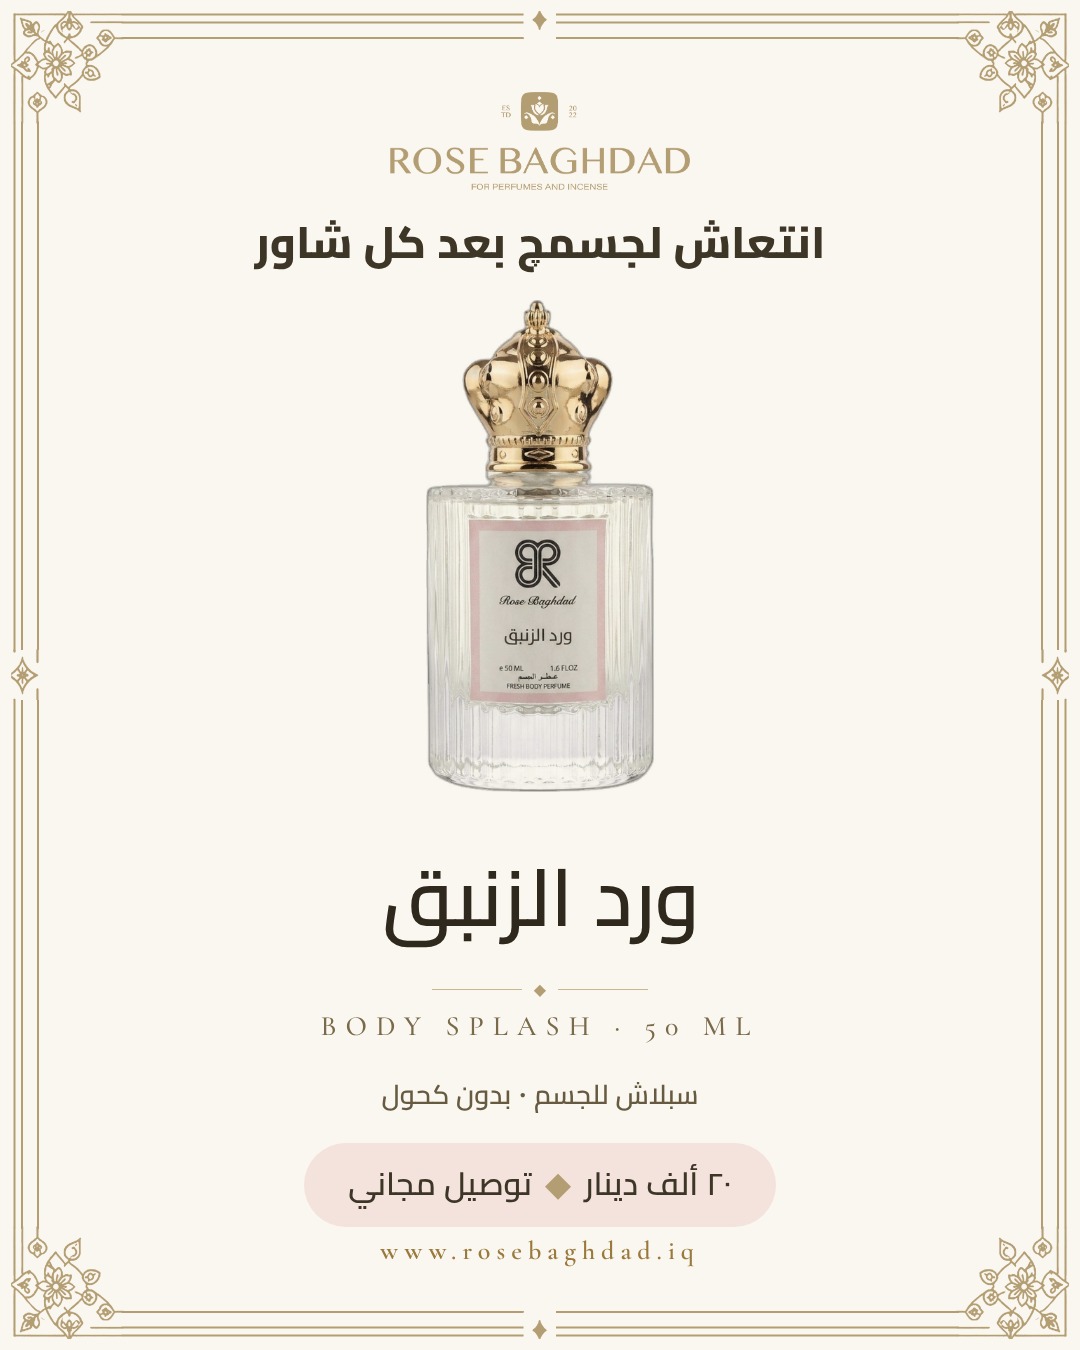 ES TD 20 22
ROSE BAGHDAD
FOR PERFUMES AND INCENSE
انتعاش لجسمچ بعد كل شاور
BR
Rose Baghdad
ورد الزنبق
e 50 ML 1.6 FLOZ
عطر الجسم
FRESH BODY PERFUME
ورد الزنبق
BODY SPLASH · 50 ML
سبلاش للجسم · بدون كحول
٢٠ ألف دينار ◆ توصيل مجاني
www.rosebaghdad.iq